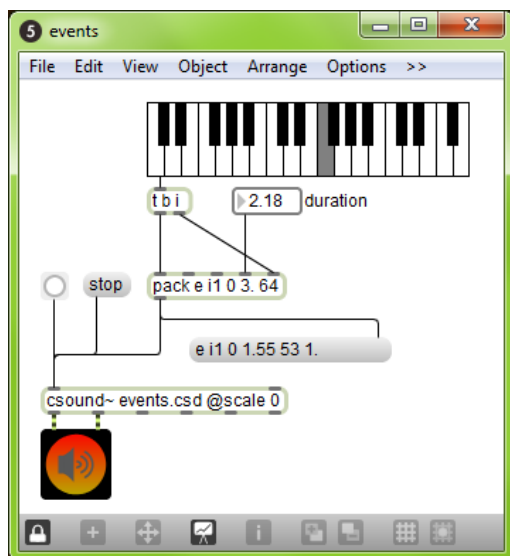 5 events
File Edit View Object Arrange Options >>
t b i
2.18 duration
stop
pack e i1 0 3. 64
e i1 0 1.55 53 1.
csound~ events.csd @scale 0
i